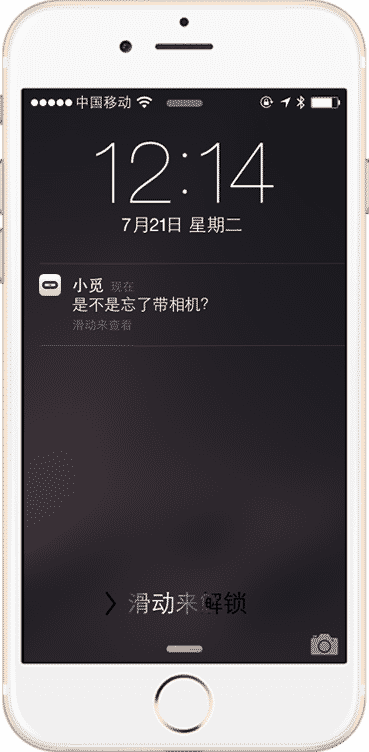 中国移动
12:14
7月21日 星期二
小觅 现在
是不是忘了带相机?
滑动来查看
滑动来解锁